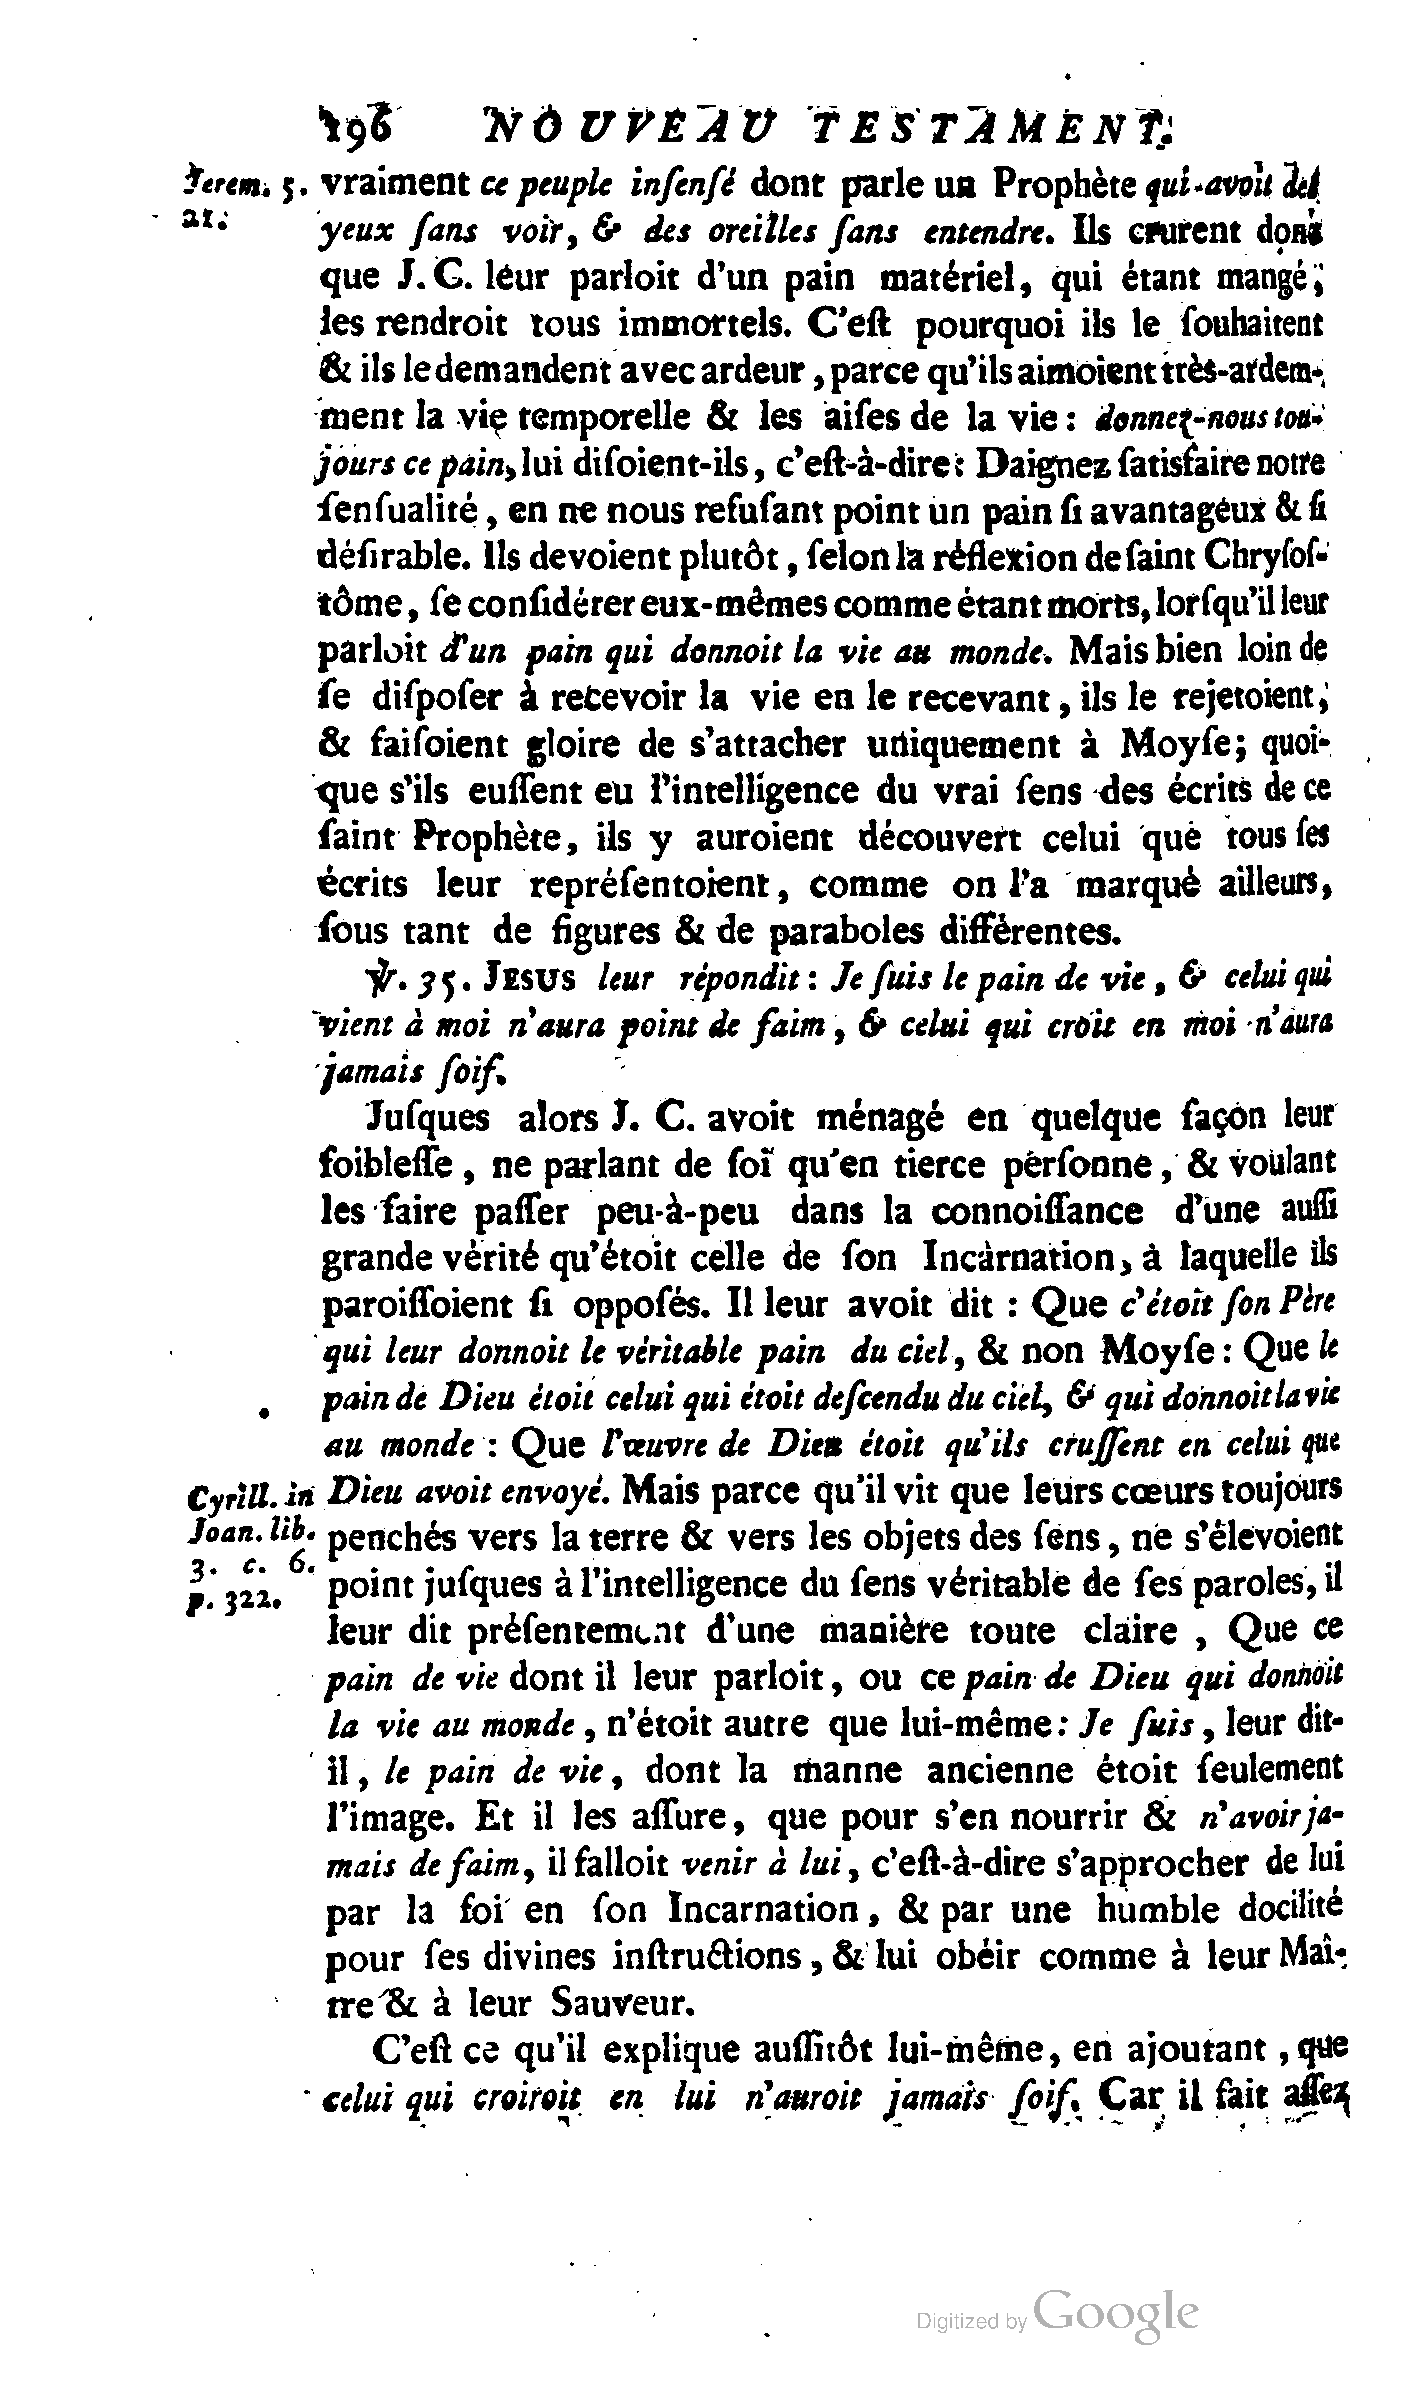 196 NOUVEAU TESTAMENT.
Jerem. 5. 21.
vraiment ce peuple inſenſé dont parle un Prophète qui avoit des
yeux ſans voir, & des oreilles ſans entendre. Ils crurent donc
que J. C. leur parloit d'un pain matériel, qui étant mangé,
les rendroit tous immortels. C'eſt pourquoi ils le ſouhaitent
& ils le demandent avec ardeur, parce qu'ils aimoient très-ardem-
ment la vie temporelle & les aiſes de la vie : donnez-nous tou-
jours ce pain, lui diſoient-ils, c'eſt-à-dire : Daignez ſatisfaire notre
ſenſualité, en ne nous refuſant point un pain ſi avantageux & ſi
déſirable. Ils devoient plutôt, ſelon la réflexion de ſaint Chryſoſ-
tôme, ſe conſidérer eux-mêmes comme étant morts, lorſqu'il leur
parloit d'un pain qui donnoit la vie au monde. Mais bien loin de
ſe diſpoſer à recevoir la vie en le recevant, ils le rejetoient,
& faiſoient gloire de s'attacher uniquement à Moyſe; quoi-
que s'ils euſſent eu l'intelligence du vrai ſens des écrits de ce
ſaint Prophète, ils y auroient découvert celui que tous ſes
écrits leur repréſentoient, comme on l'a marqué ailleurs,
ſous tant de figures & de paraboles différentes.
℣. 35. JESUS leur répondit : Je ſuis le pain de vie, & celui qui
vient à moi n'aura point de faim, & celui qui croit en moi n'aura
jamais ſoif.
Juſques alors J. C. avoit ménagé en quelque façon leur
foibleſſe, ne parlant de ſoi qu'en tierce perſonne, & voulant
les faire paſſer peu-à-peu dans la connoiſſance d'une auſſi
grande vérité qu'étoit celle de ſon Incarnation, à laquelle ils
paroiſſoient ſi oppoſés. Il leur avoit dit : Que c'étoit ſon Père
qui leur donnoit le véritable pain du ciel, & non Moyſe : Que le
pain de Dieu étoit celui qui étoit deſcendu du ciel, & qui donnoit la vie
au monde : Que l'œuvre de Dieu étoit qu'ils cruſſent en celui que
Cyrill. in
Joan. lib.
3. c. 6.
p. 322.
Dieu avoit envoyé. Mais parce qu'il vit que leurs cœurs toujours
penchés vers la terre & vers les objets des ſens, ne s'élevoient
point juſques à l'intelligence du ſens véritable de ſes paroles, il
leur dit préſentement d'une manière toute claire, Que ce
pain de vie dont il leur parloit, ou ce pain de Dieu qui donnoit
la vie au monde, n'étoit autre que lui-même : Je ſuis, leur dit-
il, le pain de vie, dont la manne ancienne étoit ſeulement
l'image. Et il les aſſure, que pour s'en nourrir & n'avoir ja-
mais de faim, il falloit venir à lui, c'eſt-à-dire s'approcher de lui
par la foi en ſon Incarnation, & par une humble docilité
pour ſes divines inſtructions, & lui obéir comme à leur Maî-
tre & à leur Sauveur.
C'eſt ce qu'il explique auſſitôt lui-même, en ajoutant, que
celui qui croiroit en lui n'auroit jamais ſoif. Car il fait aſſez
Digitized by Google